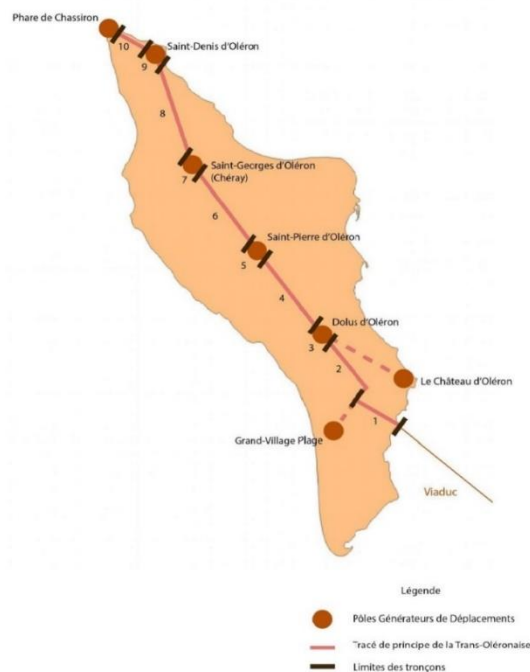 Phare de Chassiron
10
Saint-Denis d'Oléron
9
8
Saint-Georges d'Oléron
(Chéray)
7
6
Saint-Pierre d'Oléron
5
4
Dolus d'Oléron
3
2
Le Château d'Oléron
1
Grand-Village Plage
Viaduc
Légende
Pôles Générateurs de Déplacements
Tracé de principe de la Trans-Oléronaise
Limites des tronçons